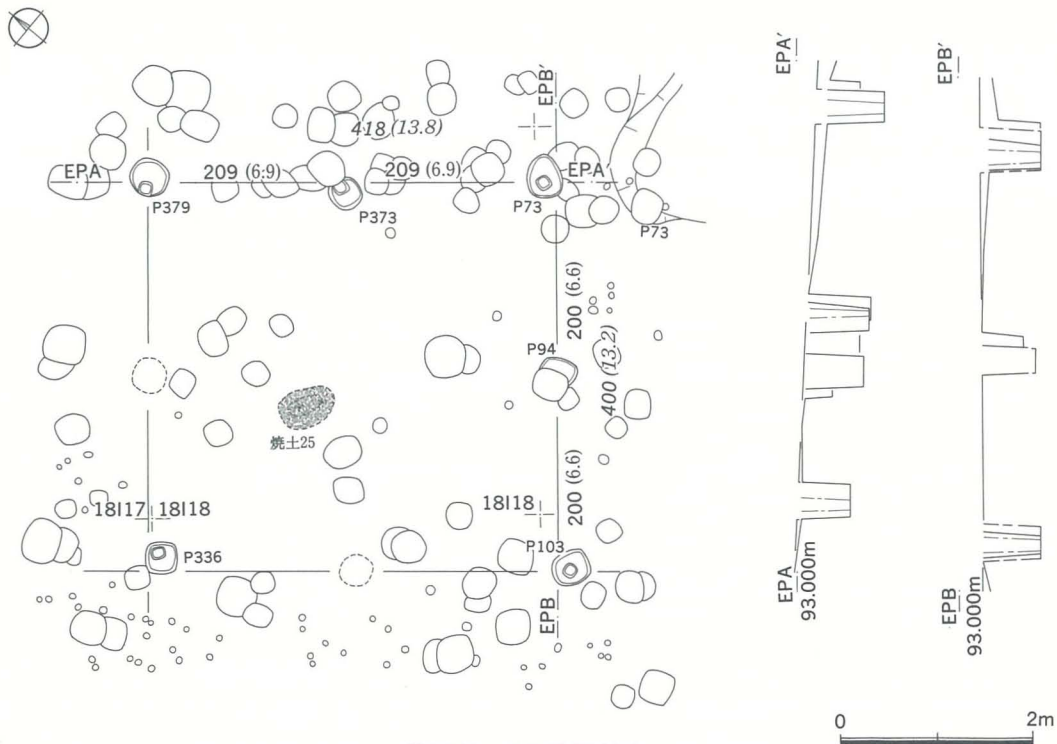 EPA'
EPB'
EPB'
418 (13.8)
EPA
209 (6.9)
209 (6.9)
EPA'
P379
P373
P73
P73
200 (6.6)
P94
400 (13.2)
焼土25
18I17
18I18
18I18
200 (6.6)
P336
P103
EPB
EPA
93.000m
EPB
93.000m
0
2m